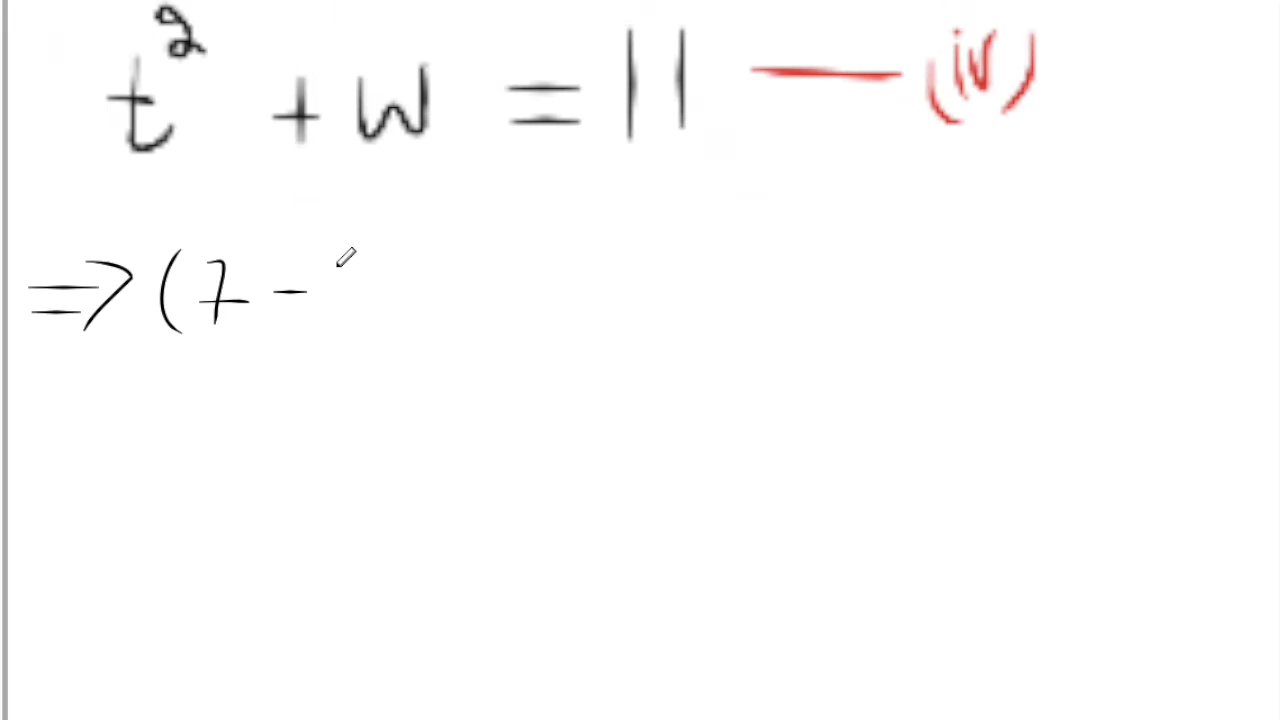 t² + w = 11 — (iv)
⇒ (7 -